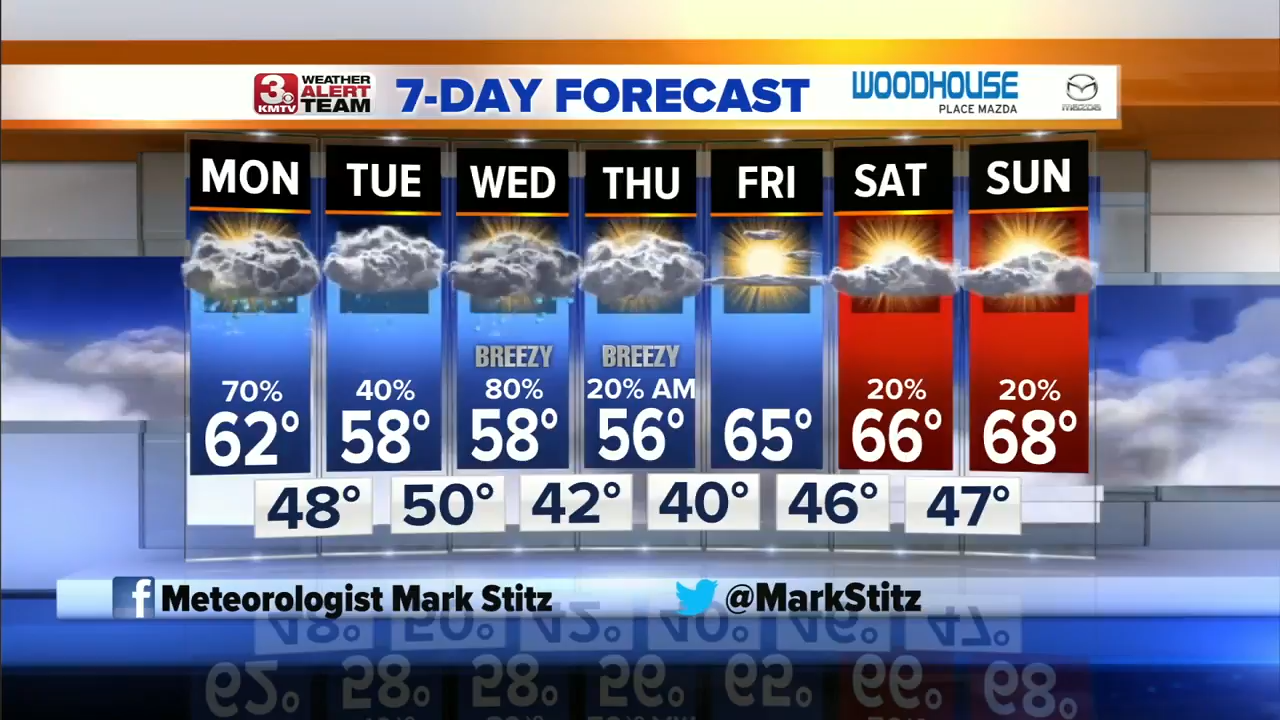 3 KMTV
WEATHER
ALERT
TEAM
7-DAY FORECAST
WOODHOUSE
PLACE MAZDA
mazda
MON TUE WED THU FRI SAT SUN
BREEZY BREEZY
70% 40% 80% 20% AM 20% 20%
62° 58° 58° 56° 65° 66° 68°
48° 50° 42° 40° 46° 47°
f Meteorologist Mark Stitz @MarkStitz